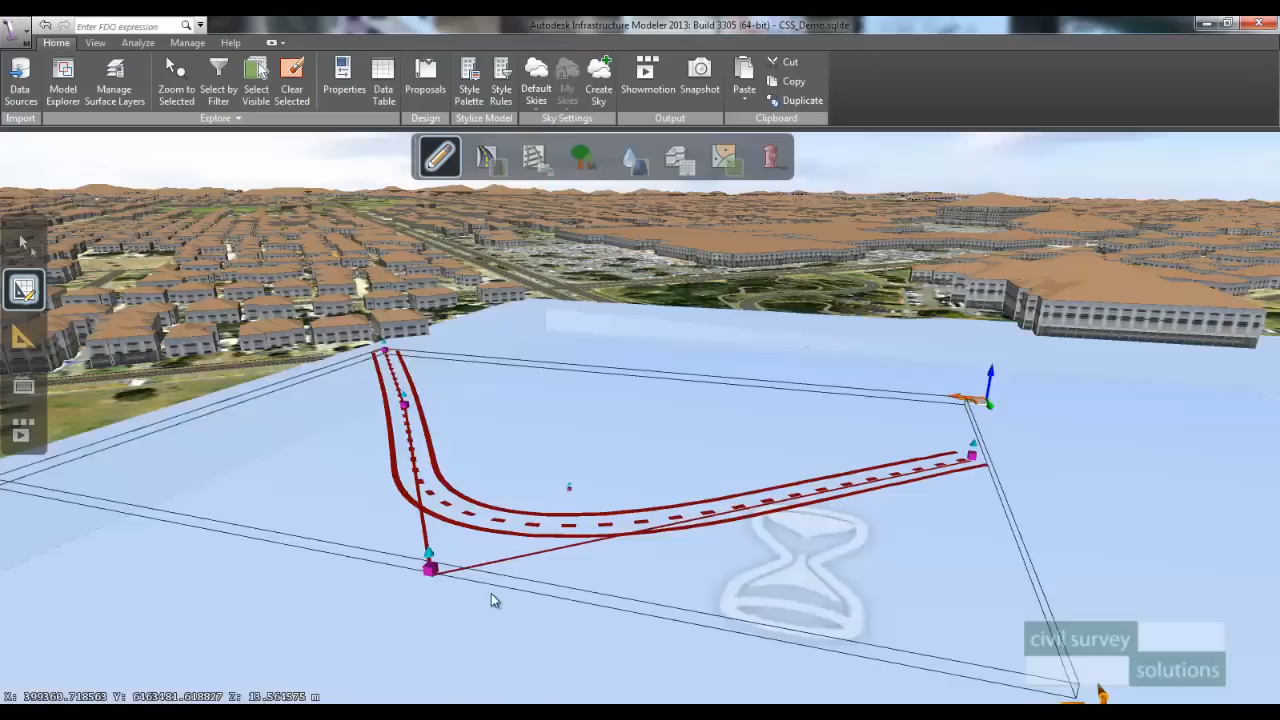 Autodesk Infrastructure Modeler 2013: Build 3305 (64-bit) - CSS_Demo.sqlite
Enter FDO expression
M
Home View Analyze Manage Help
Data Sources
Model Explorer
Manage Surface Layers
Zoom to Selected
Select by Filter
Select Visible
Clear Selected
Properties
Data Table
Proposals
Style Palette
Style Rules
Default Skies
My Skies
Create Sky
Showmotion
Snapshot
Paste
Cut
Copy
Duplicate
Import
Explore
Design
Stylize Model
Sky Settings
Output
Clipboard
civil survey
solutions
X: 399360.718563 Y: 6463481.618827 Z: 13.564575 m